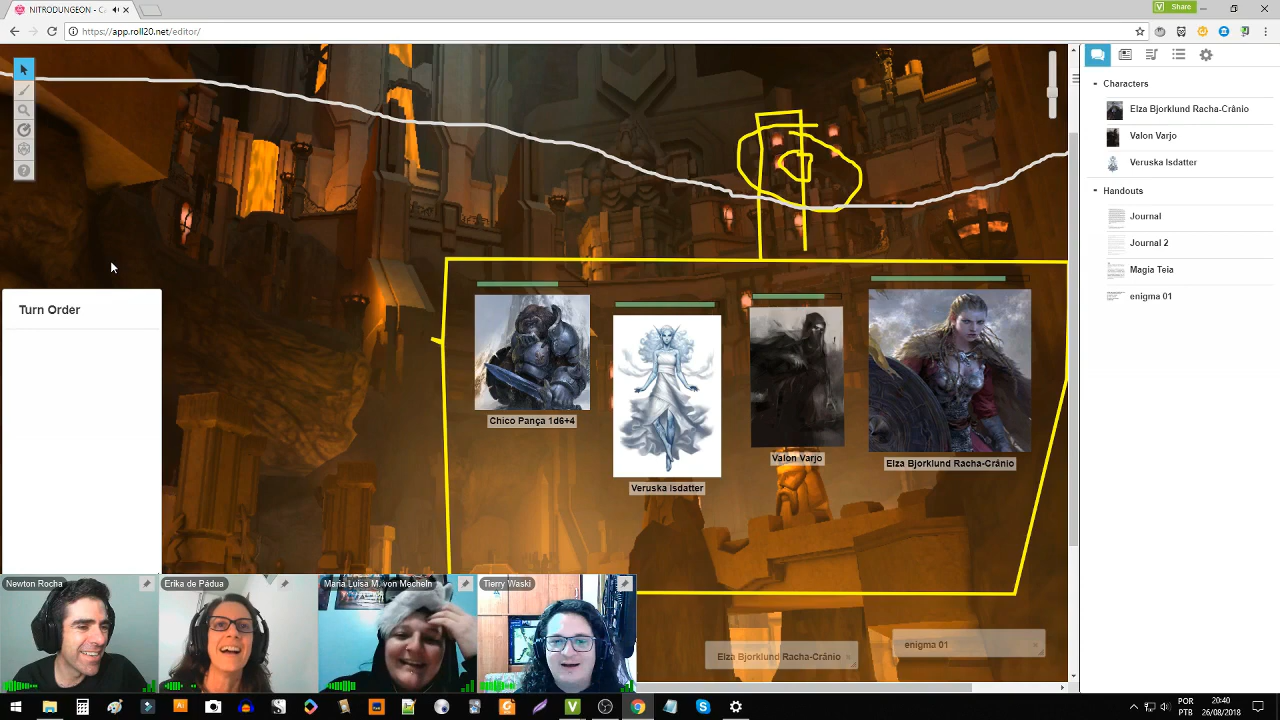 NITRODUNGEON - C
Share
https://app.roll20.net/editor/
Characters
Elza Bjorklund Racha-Crânio
Valon Varjo
Veruska Isdatter
Handouts
Journal
Journal 2
Magia Téia
enigma 01
Turn Order
Chico Pança 1d6+4
Veruska Isdatter
Valon Varjo
Elza Bjorklund Racha-Crânio
Newton Rocha
Erika de Pádua
Maria Luisa M. von Mecheln
Tierry Waski
Elza Bjorklund Racha-Crânio
enigma 01
POR
PTB
20:40
26/08/2018